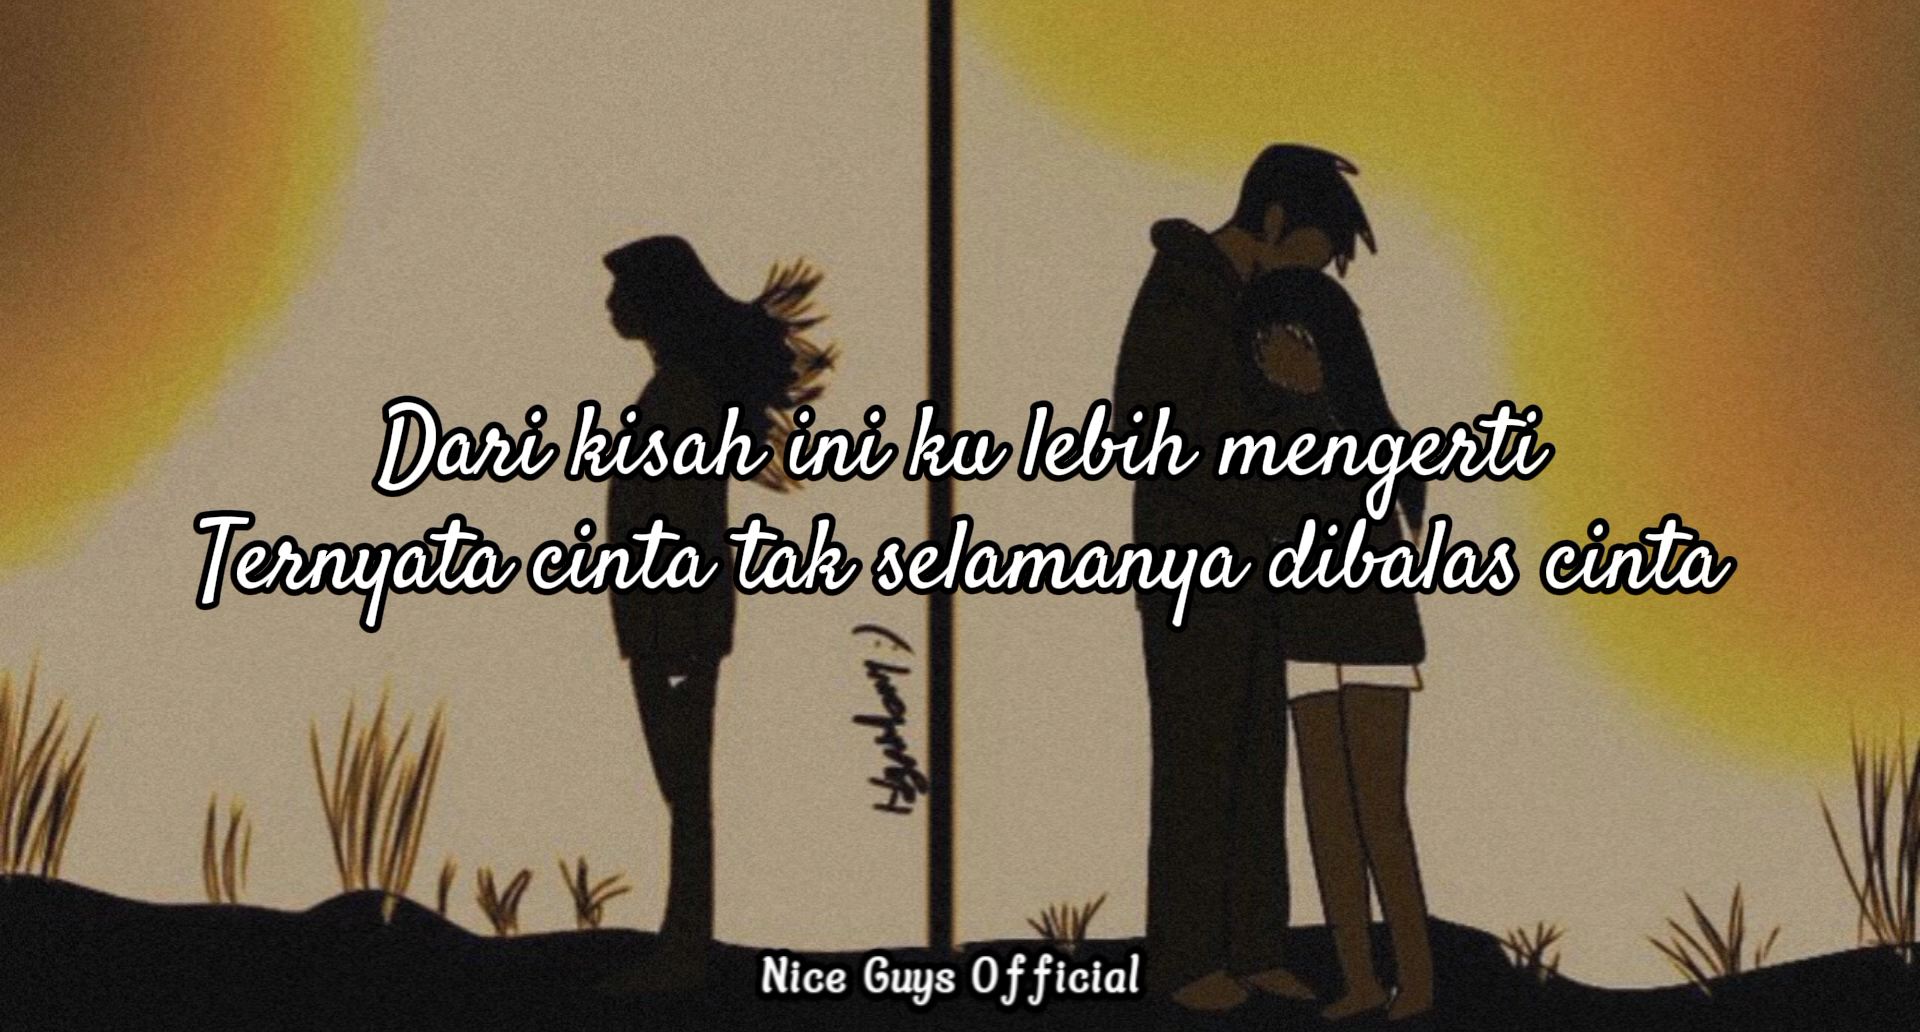 Dari kisah ini ku lebih mengerti
Ternyata cinta tak selamanya dibalas cinta
Nice Guys Official